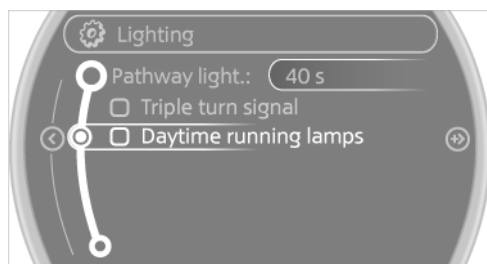 Lighting
Pathway light.: 40 s
Triple turn signal
Daytime running lamps